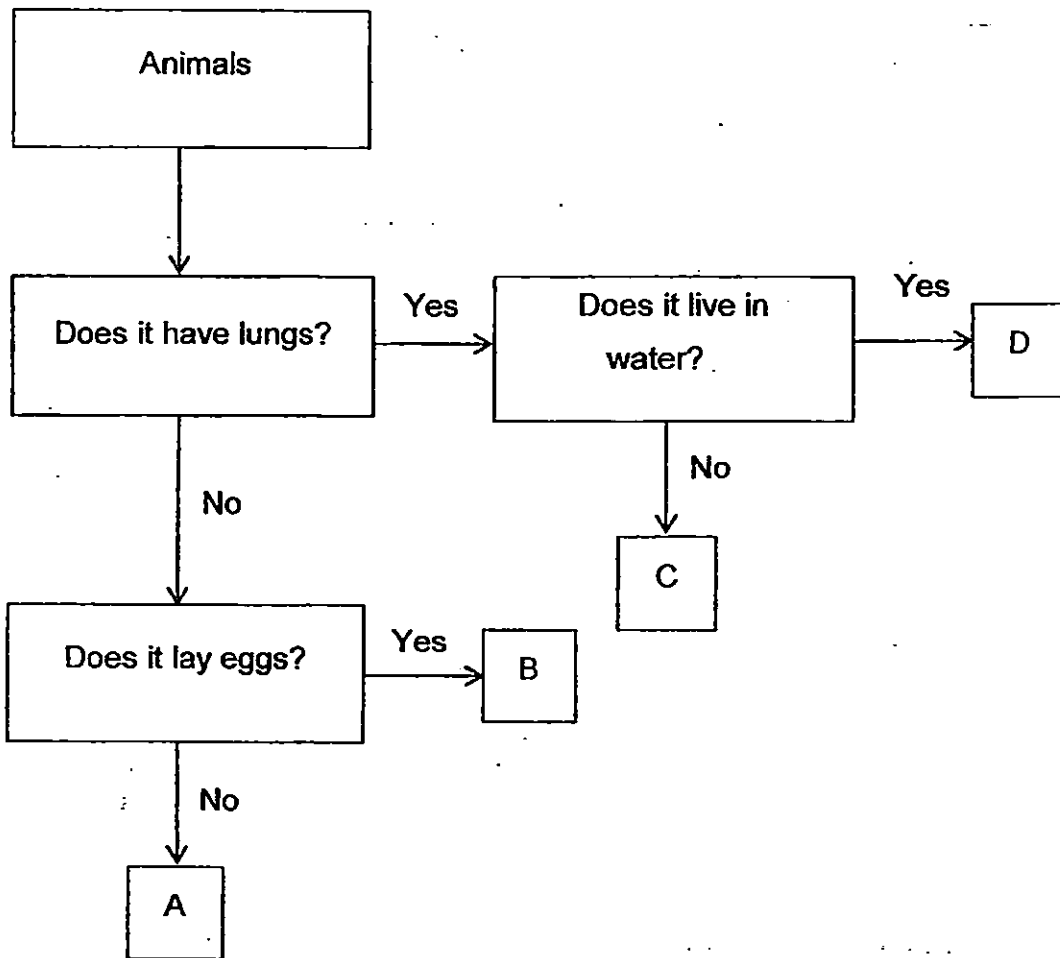 Animals
Does it have lungs?
Yes
Does it live in
water?
Yes
D
No
No
C
Does it lay eggs?
Yes
B
No
A